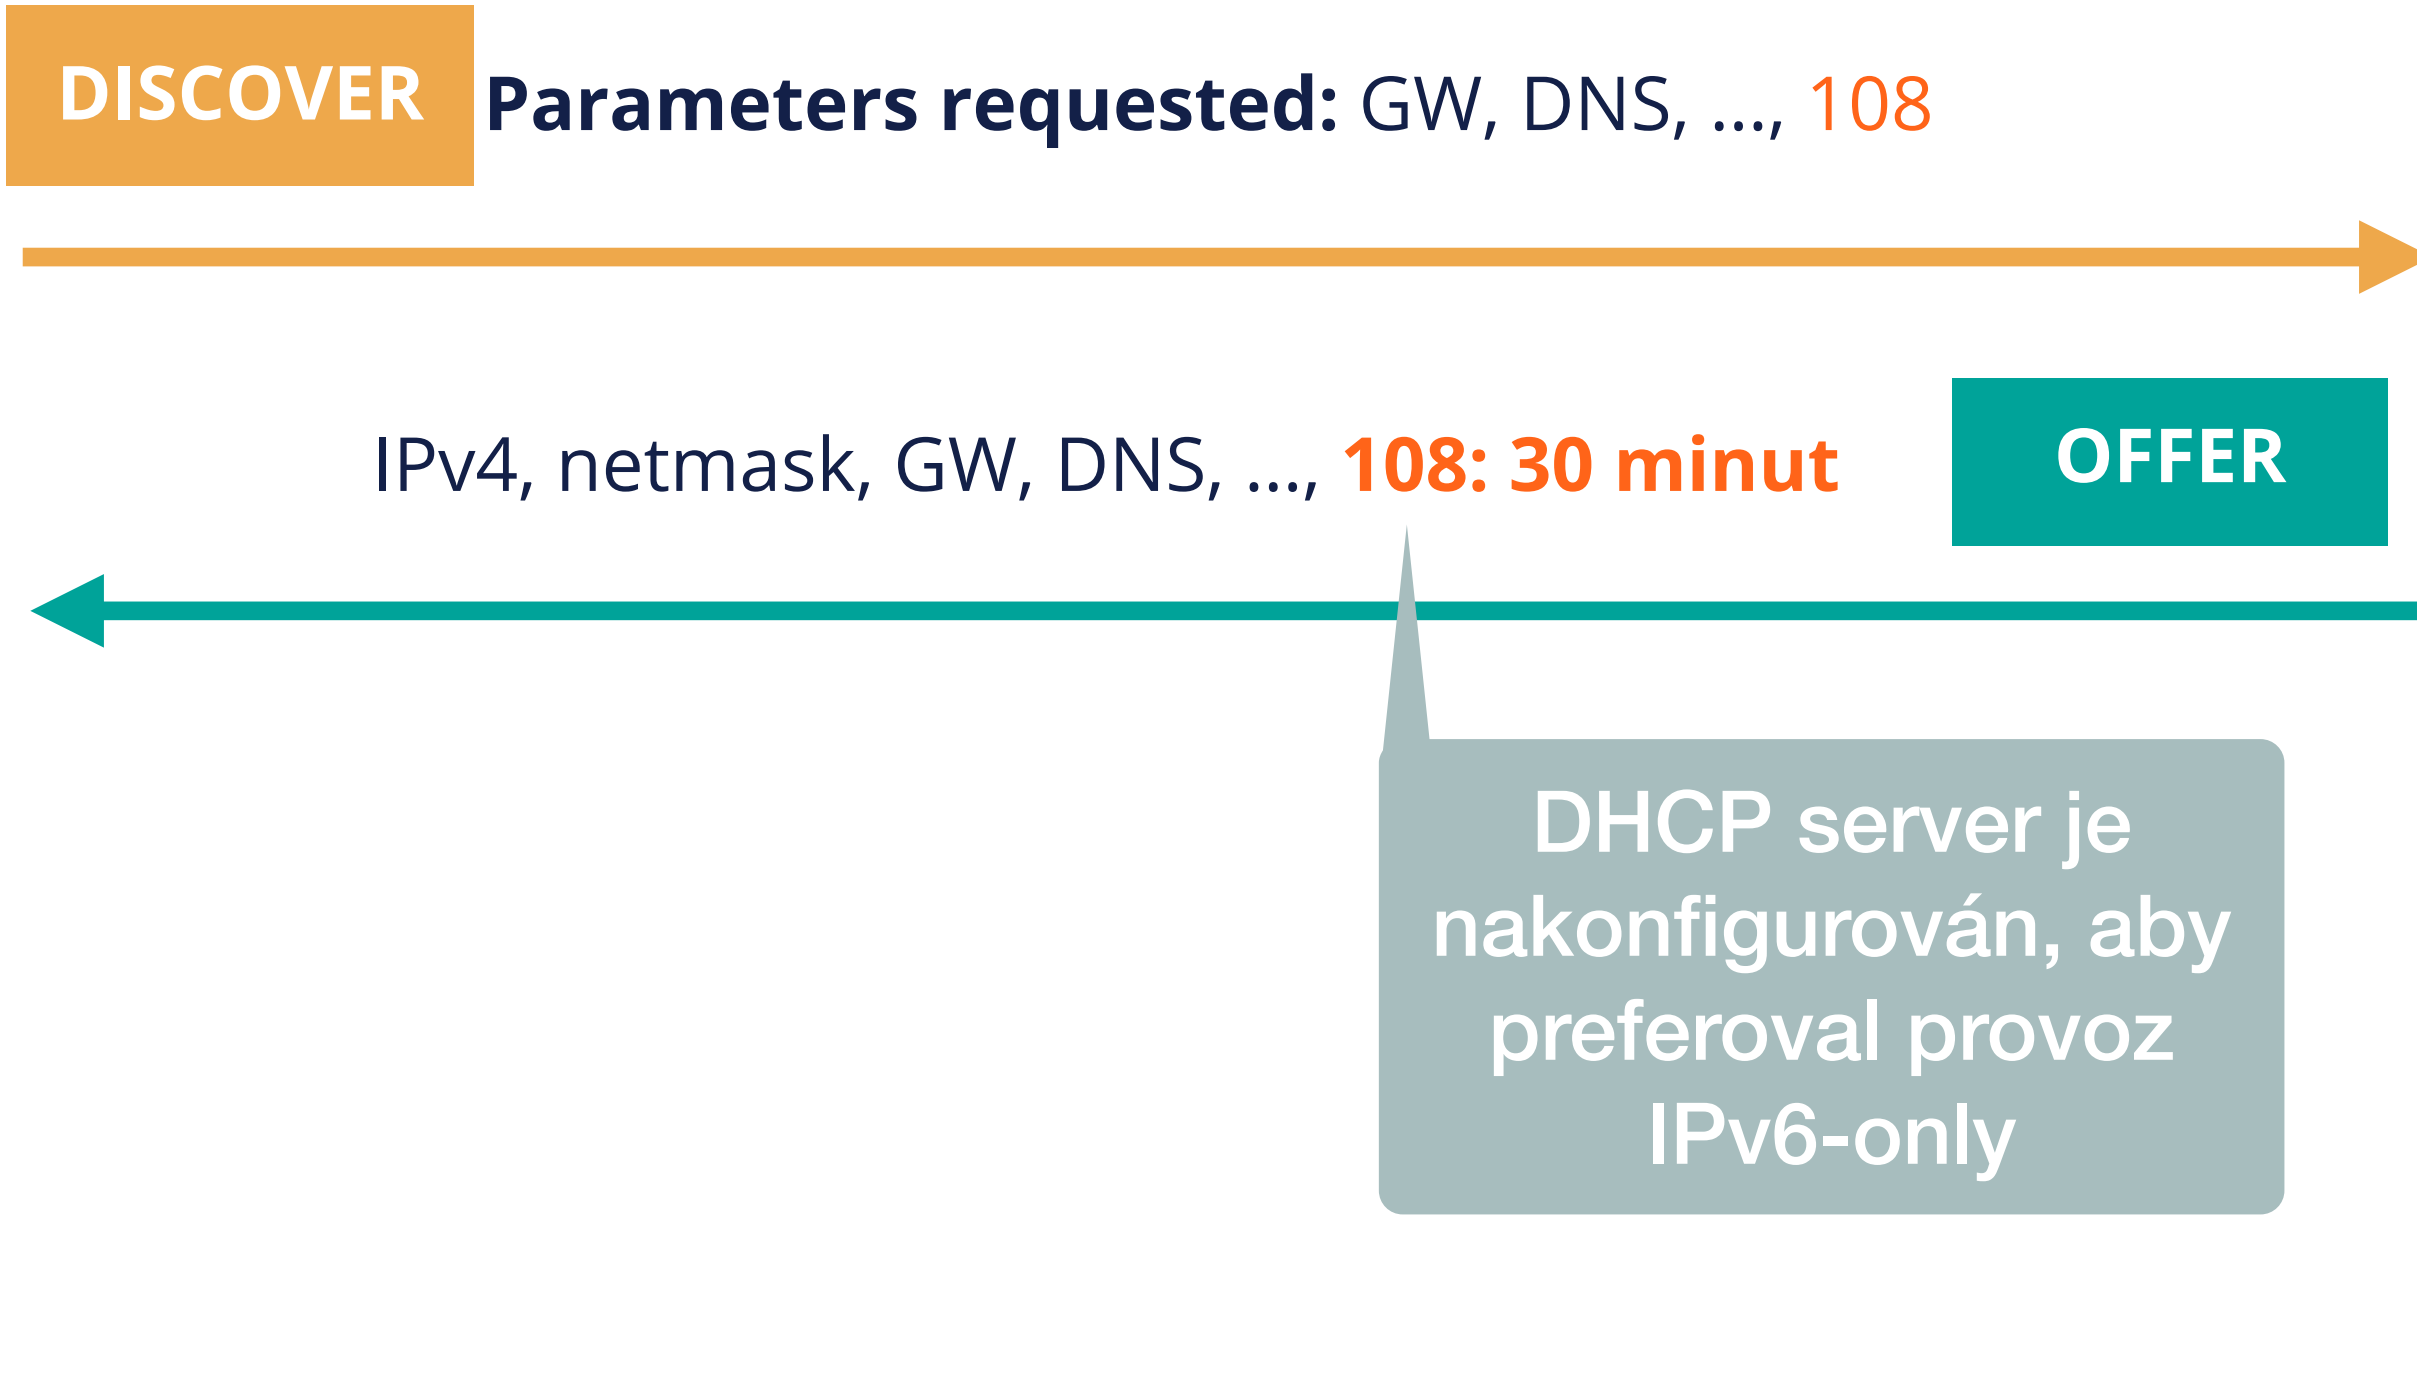 DISCOVER
Parameters requested: GW, DNS, ..., 108
IPv4, netmask, GW, DNS, ..., 108: 30 minut
OFFER
DHCP server je
nakonfigurován, aby
preferoval provoz
IPv6-only